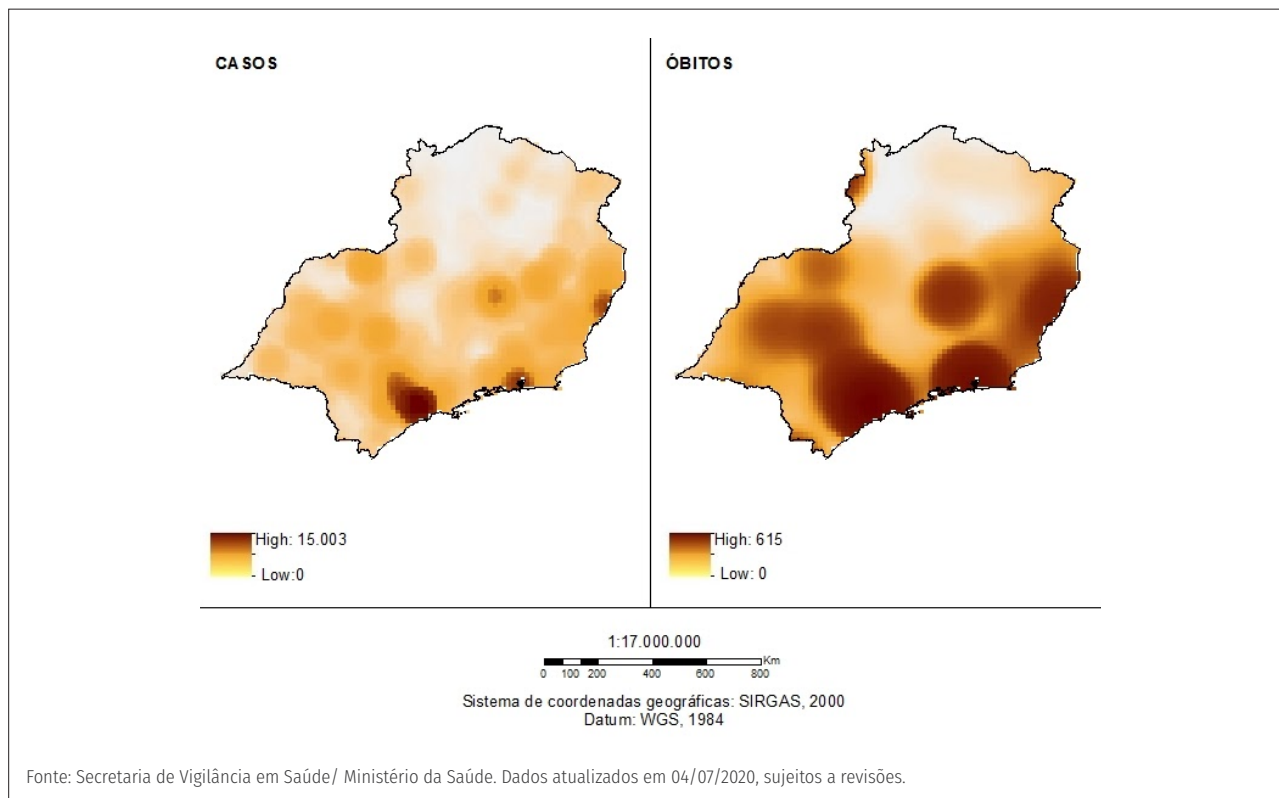 CASOS
ÓBITOS
High: 15.003
Low:0
High: 615
Low: 0
1:17.000.000
Km
0 100 200 400 600 800
Sistema de coordenadas geográficas: SIRGAS, 2000
Datum: WGS, 1984
Fonte: Secretaria de Vigilância em Saúde/ Ministério da Saúde. Dados atualizados em 04/07/2020, sujeitos a revisões.